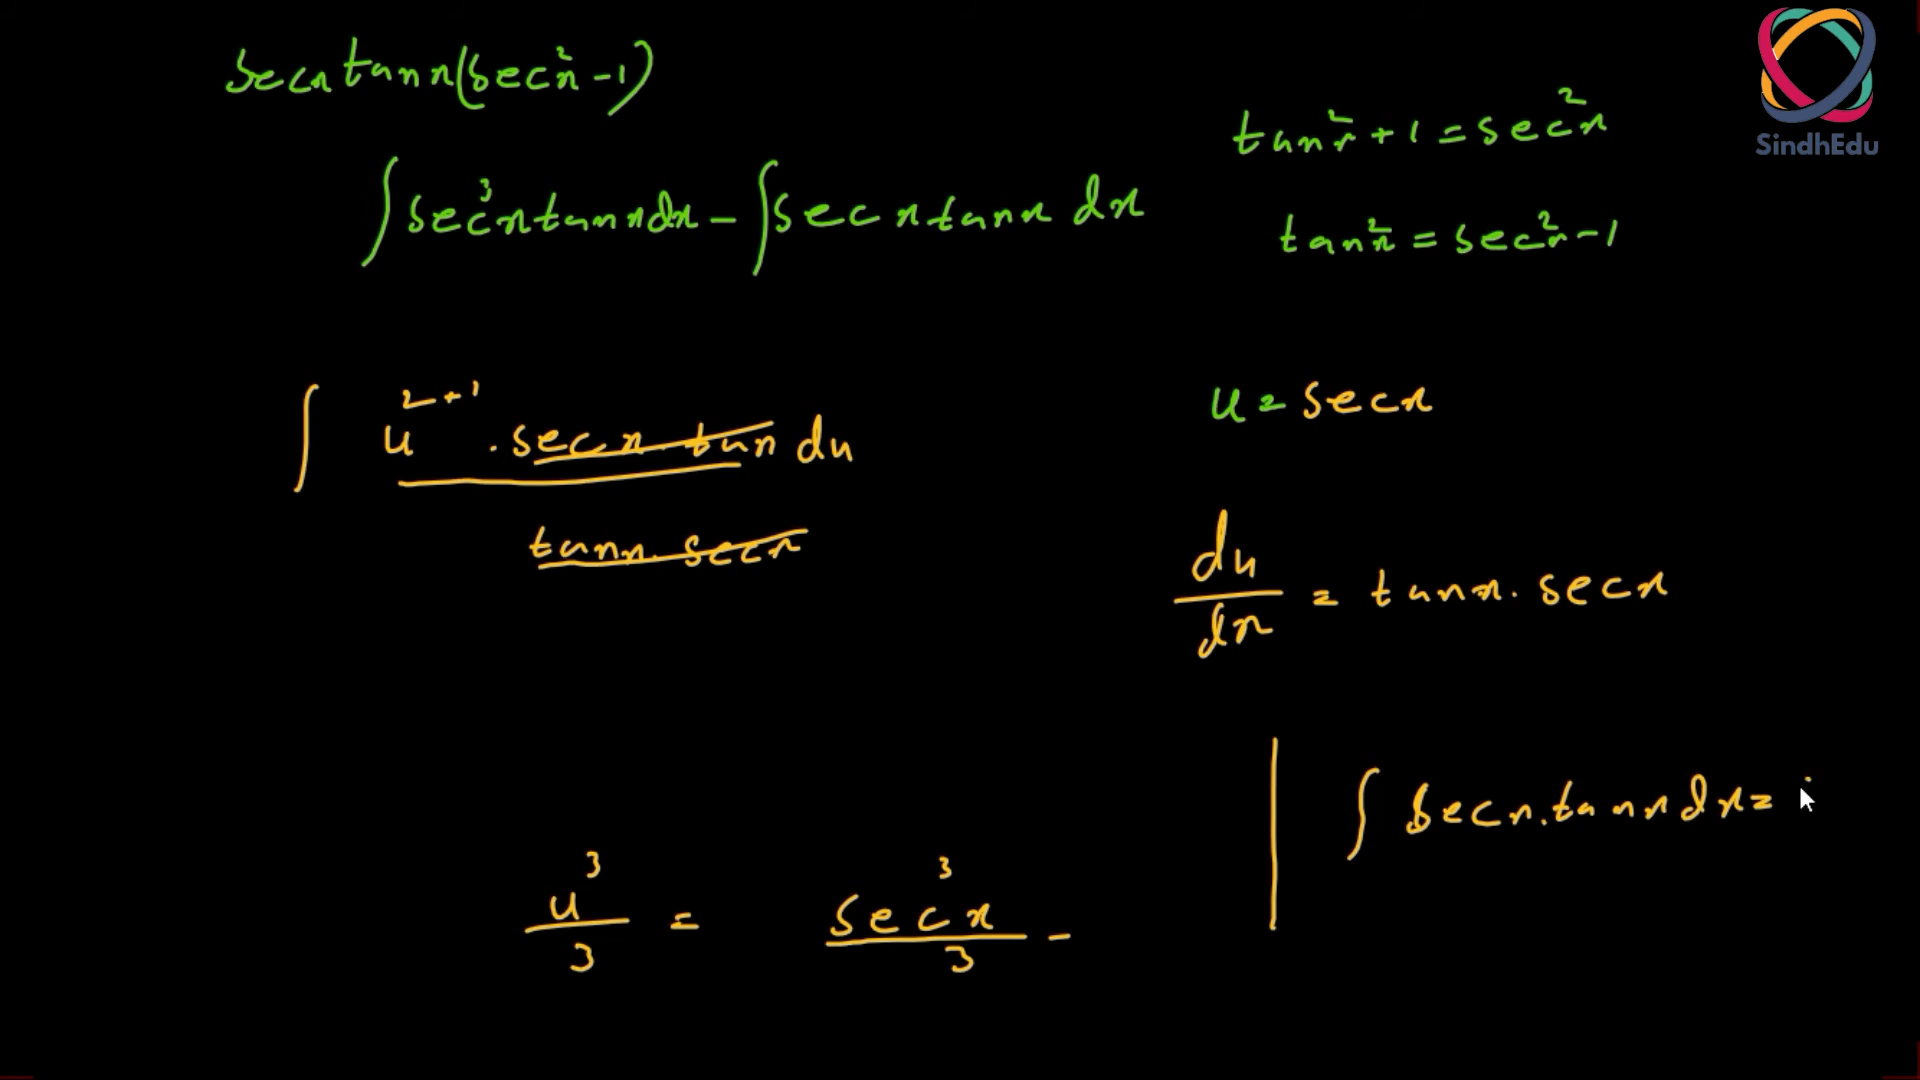 secx tanx(sec²x -1)
tan²x + 1 = sec²x
SindhEdu
∫sec³x tanx dx - ∫secx tanx dx
tan²x = sec²x - 1
∫ u²⁺¹ . secx tanx du
tanx. secx
u = secx
du/dx = tanx. secx
∫ secx. tanx dx =
u³/3 = sec³x/3 -